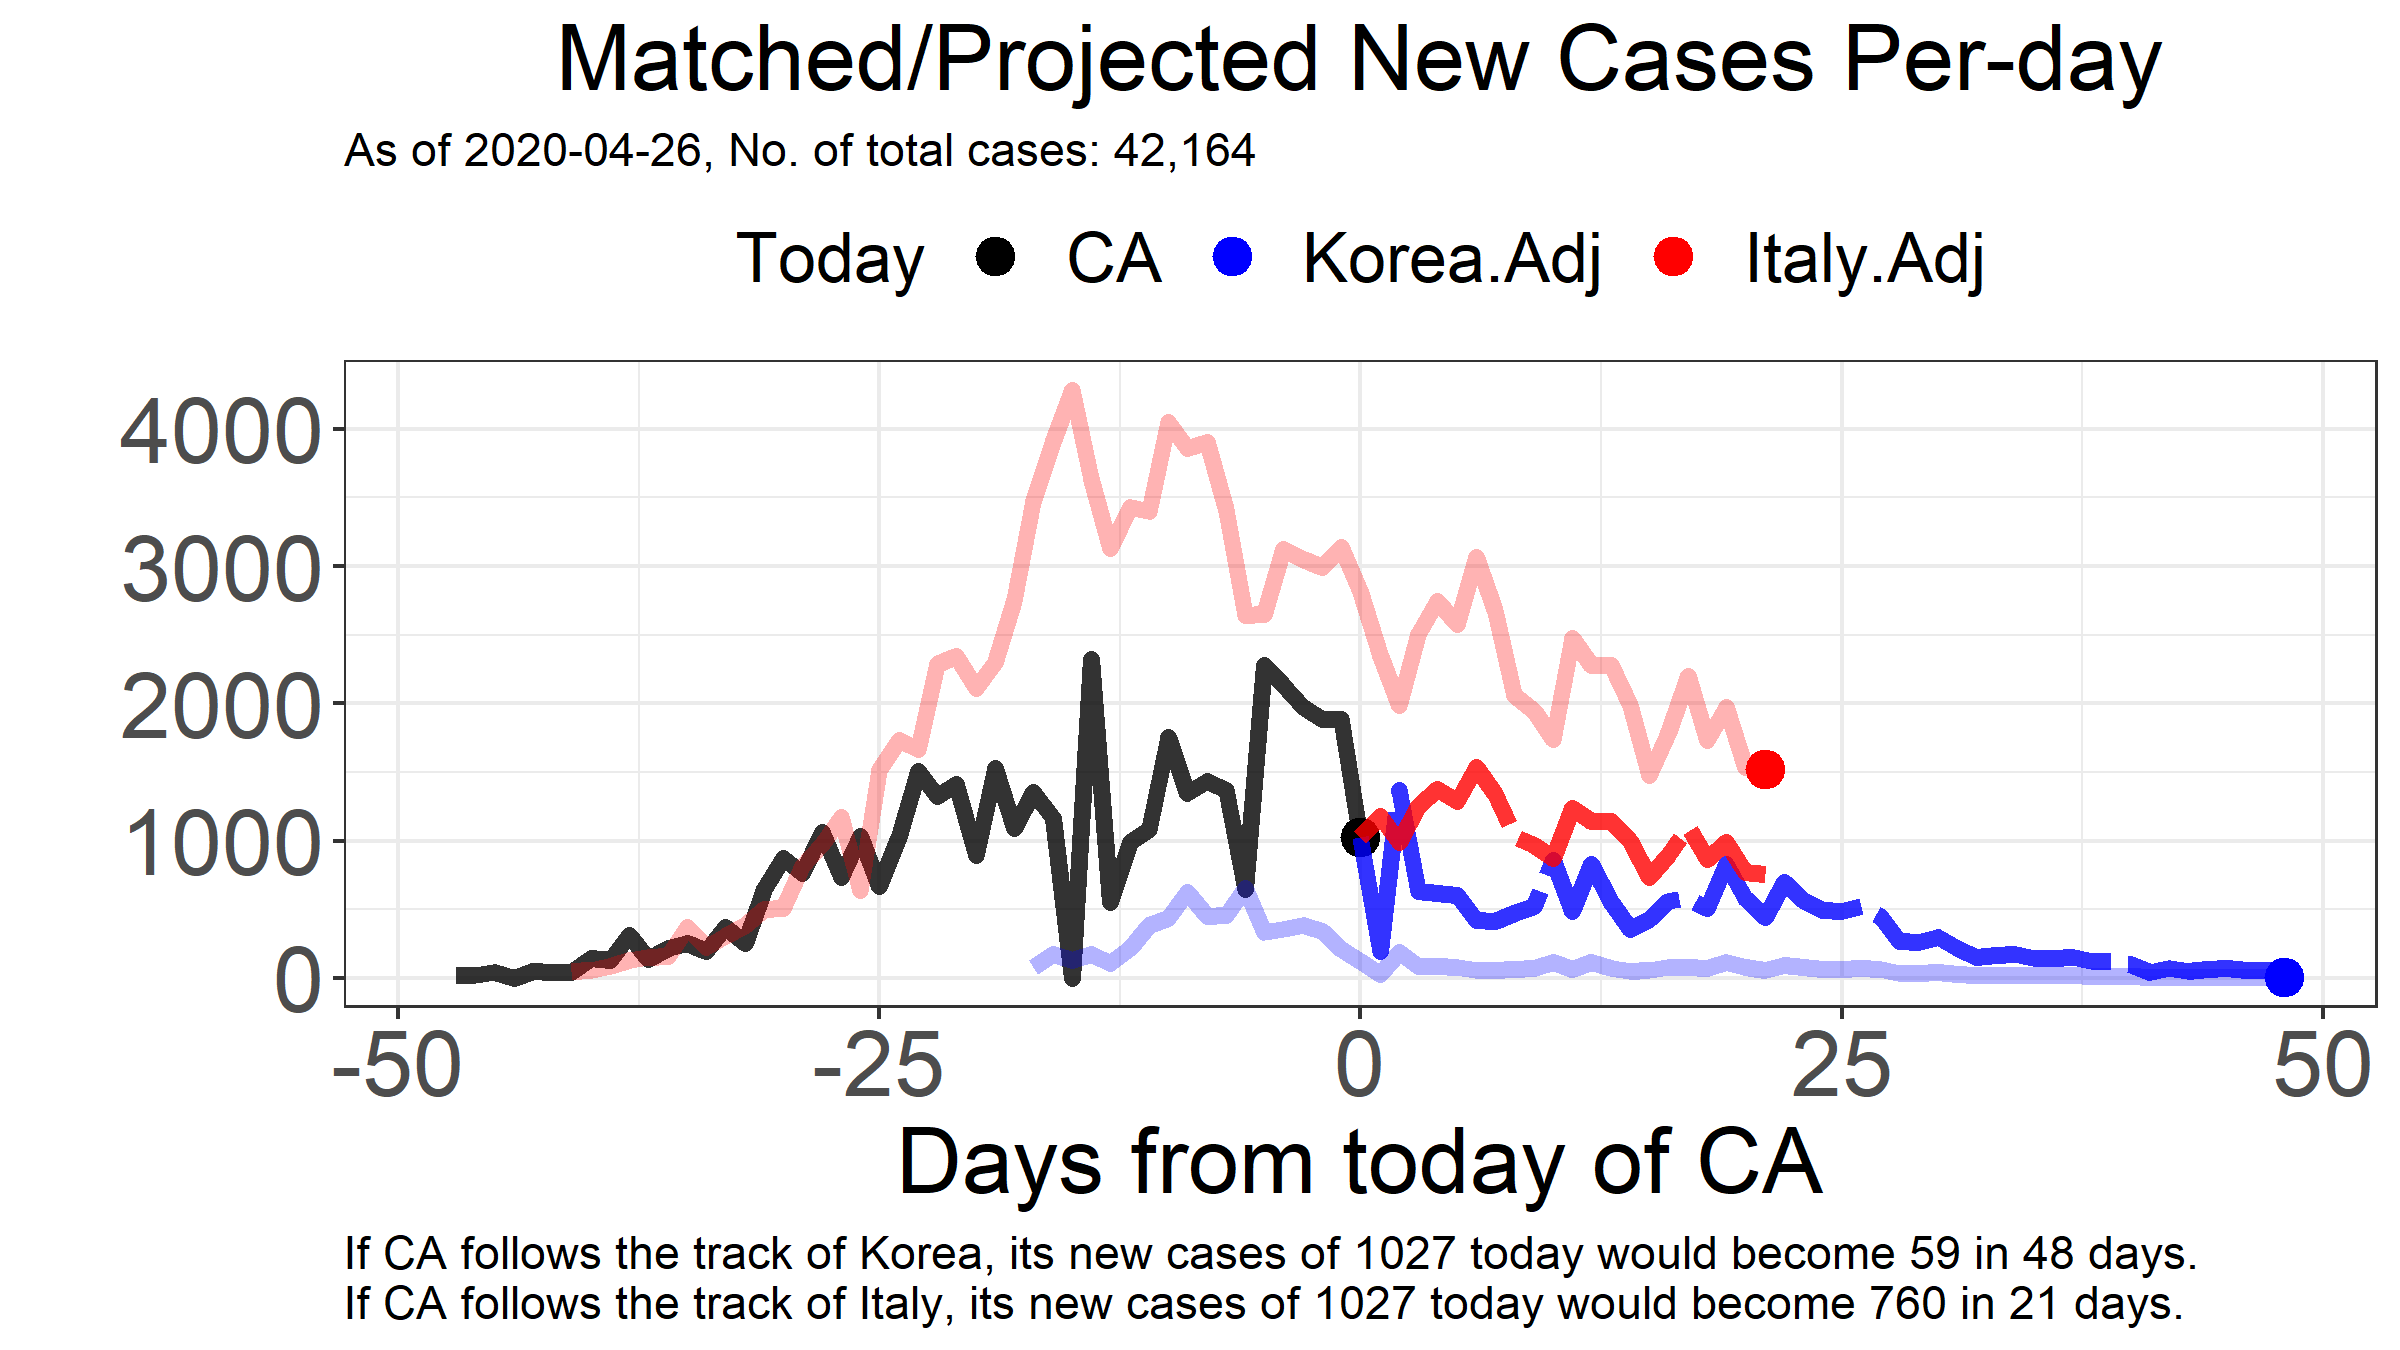 Matched/Projected New Cases Per-day
As of 2020-04-26, No. of total cases: 42,164
Today CA Korea.Adj Italy.Adj
4000
3000
2000
1000
0
-50 -25 0 25 50
Days from today of CA
If CA follows the track of Korea, its new cases of 1027 today would become 59 in 48 days.
If CA follows the track of Italy, its new cases of 1027 today would become 760 in 21 days.